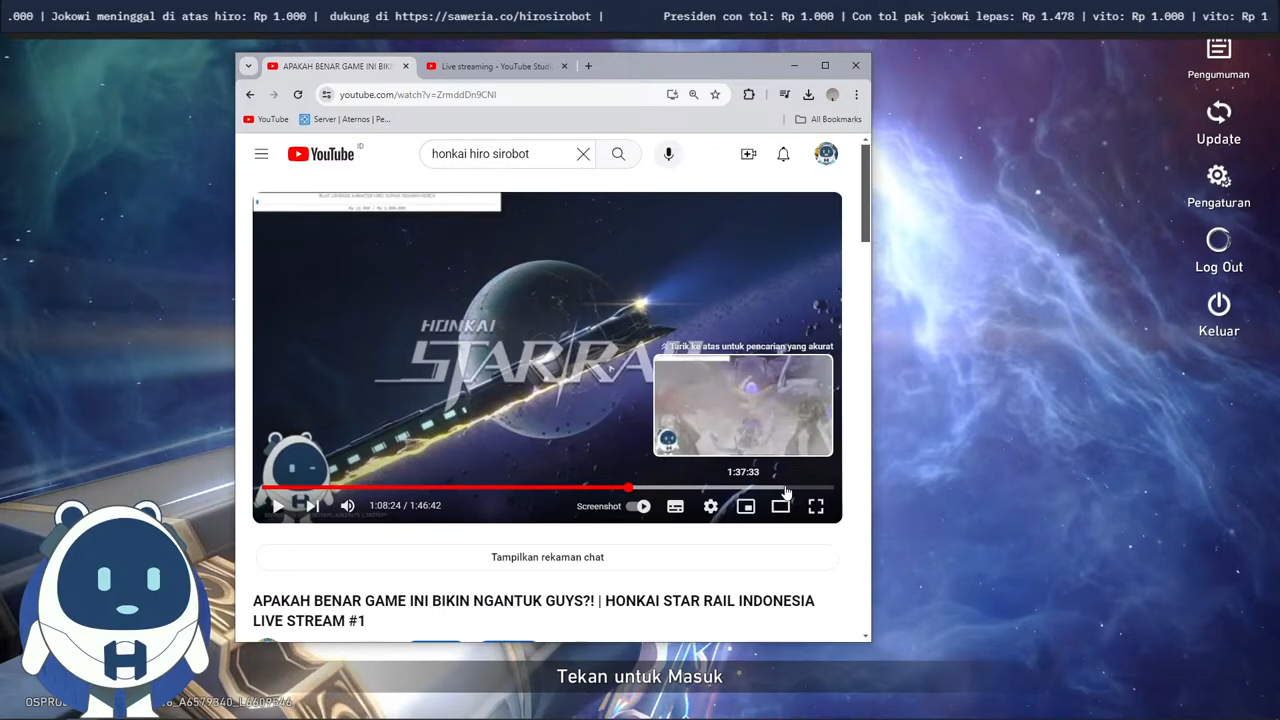 .000 | Jokowi meninggal di atas hiro: Rp 1.000 | dukung di https://saweria.co/hirosirobot | Presiden con tol: Rp 1.000 | Con tol pak jokowi lepas: Rp 1.478 | vito: Rp 1.000 | vito: Rp 1
APAKAH BENAR GAME INI BIK
Live streaming - YouTube Studi
youtube.com/watch?v=ZrmddDn9CNI
YouTube
Server | Aternos | Pe...
All Bookmarks
YouTube ID
honkai hiro sirobot
HONKAI
STAR RAI
Tarik ke atas untuk pencarian yang akurat
1:37:33
1:08:24 / 1:46:42
Screenshot
Tampilkan rekaman chat
APAKAH BENAR GAME INI BIKIN NGANTUK GUYS?! | HONKAI STAR RAIL INDONESIA
LIVE STREAM #1
Pengumuman
Update
Pengaturan
Log Out
Keluar
Tekan untuk Masuk
H